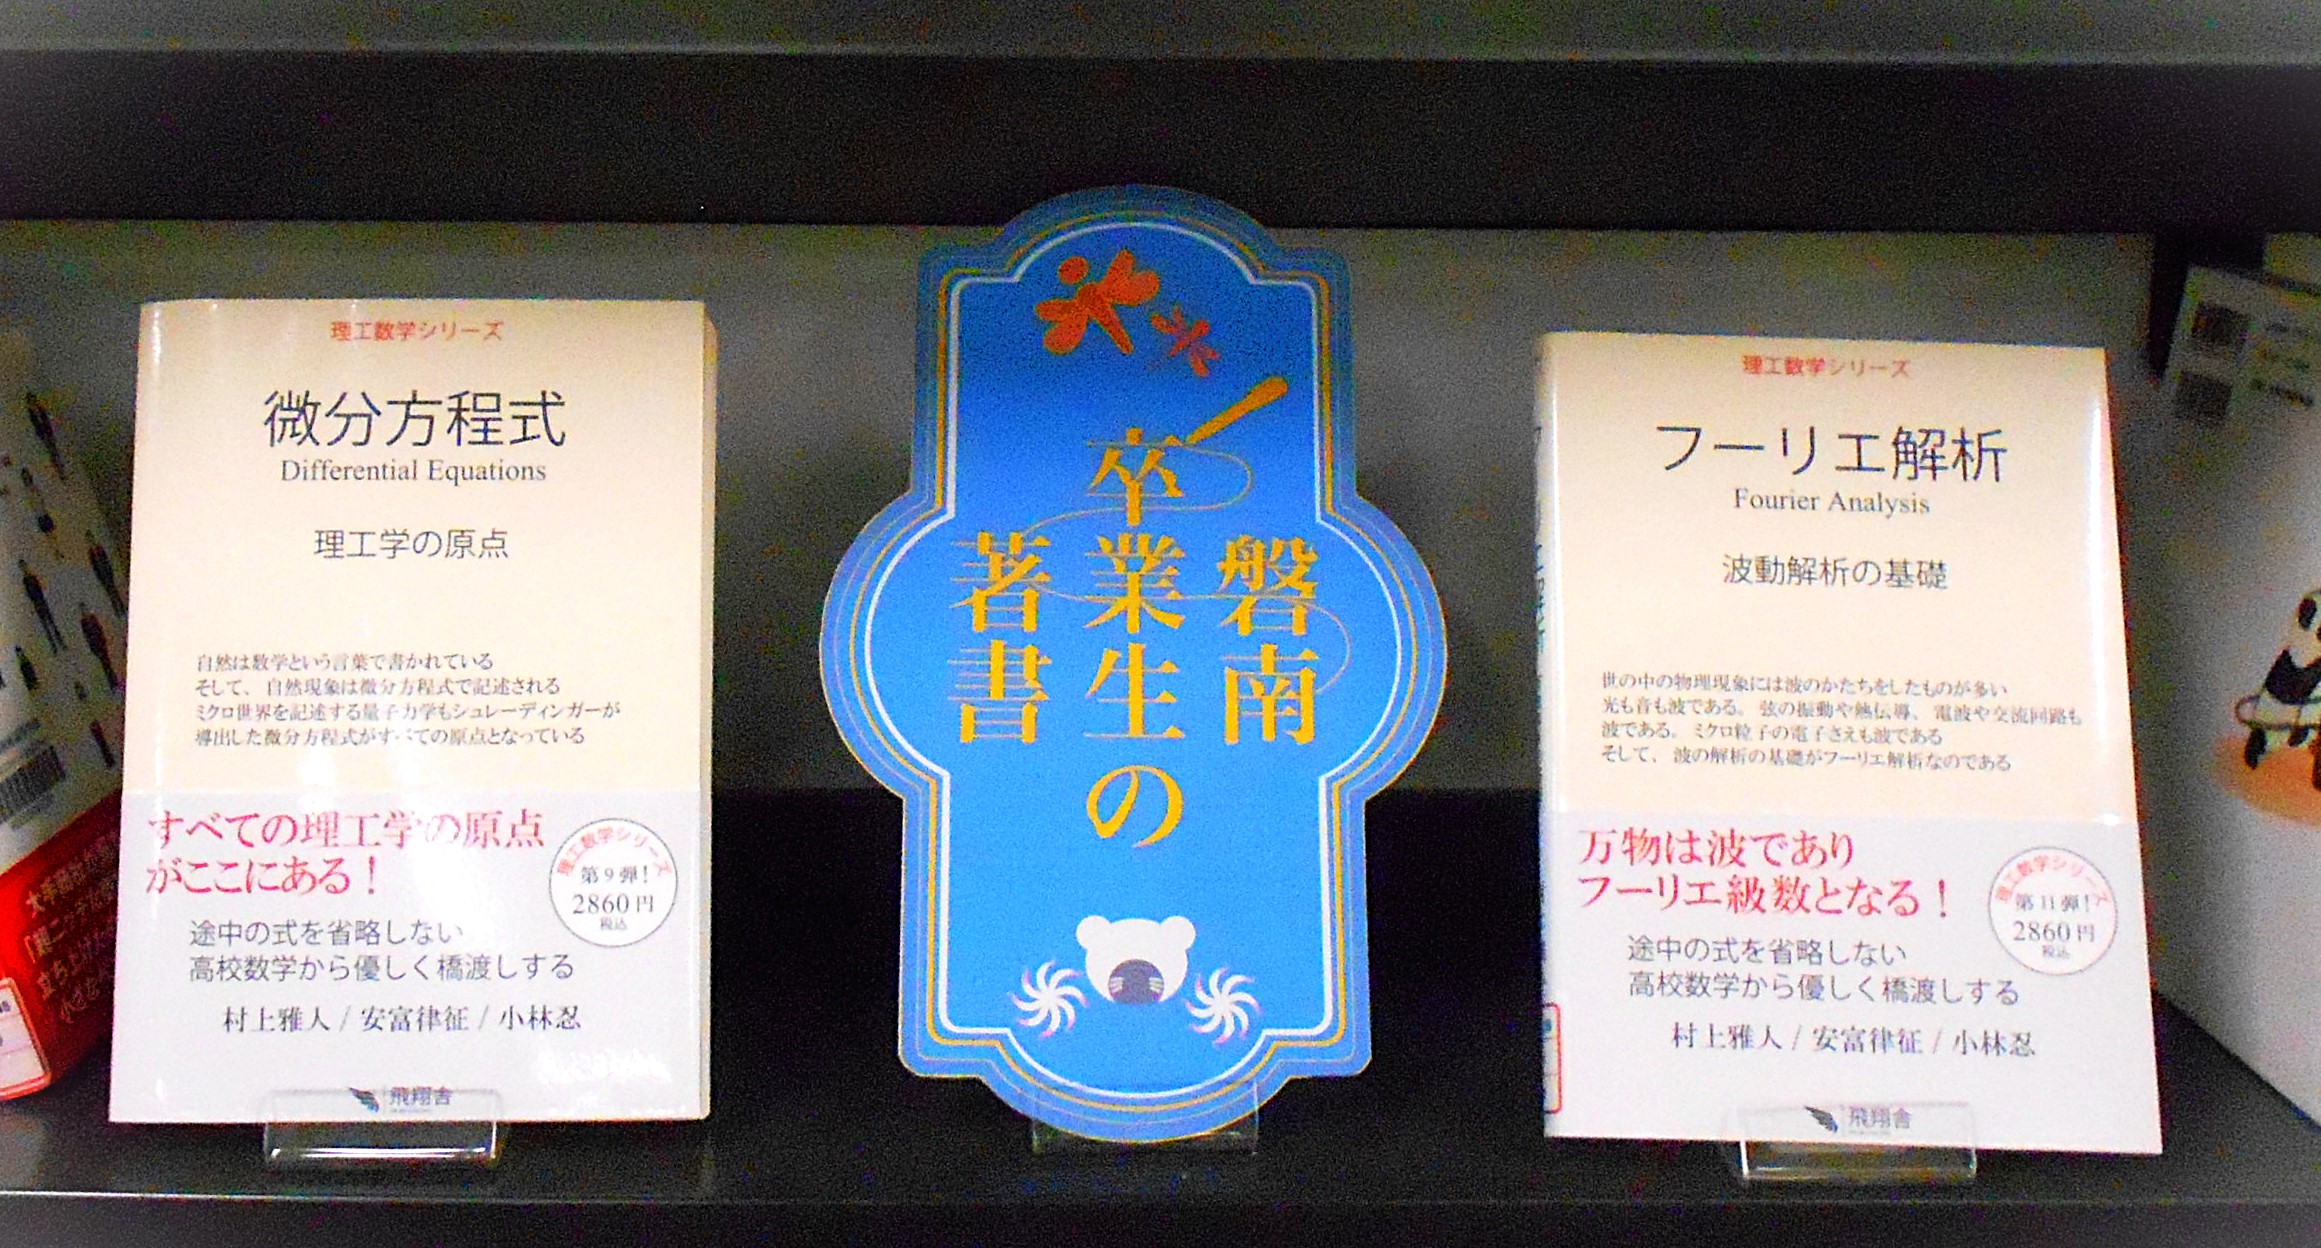 理工数学シリーズ
微分方程式
Differential Equations
理工学の原点
自然は数学という言葉で書かれている
そして、自然現象は微分方程式で記述される
ミクロ世界を記述する量子力学もシュレーディンガーが
導出した微分方程式がすべての原点となっている
すべての理工学の原点
がここにある！
理工数学シリーズ
第9弾！
2860円
税込
途中の式を省略しない
高校数学から優しく橋渡しする
村上雅人 / 安富律征 / 小林忍
飛翔舎
磐南
卒業生の
著書
理工数学シリーズ
フーリエ解析
Fourier Analysis
波動解析の基礎
世の中の物理現象には波のかたちをしたものが多い
光も音も波である。弦の振動や熱伝導、電波や交流回路も
波である。ミクロ粒子の電子さえも波である
そして、波の解析の基礎がフーリエ解析なのである
万物は波であり
フーリエ級数となる！
理工数学シリーズ
第11弾！
2860円
税込
途中の式を省略しない
高校数学から優しく橋渡しする
村上雅人 / 安富律征 / 小林忍
飛翔舎